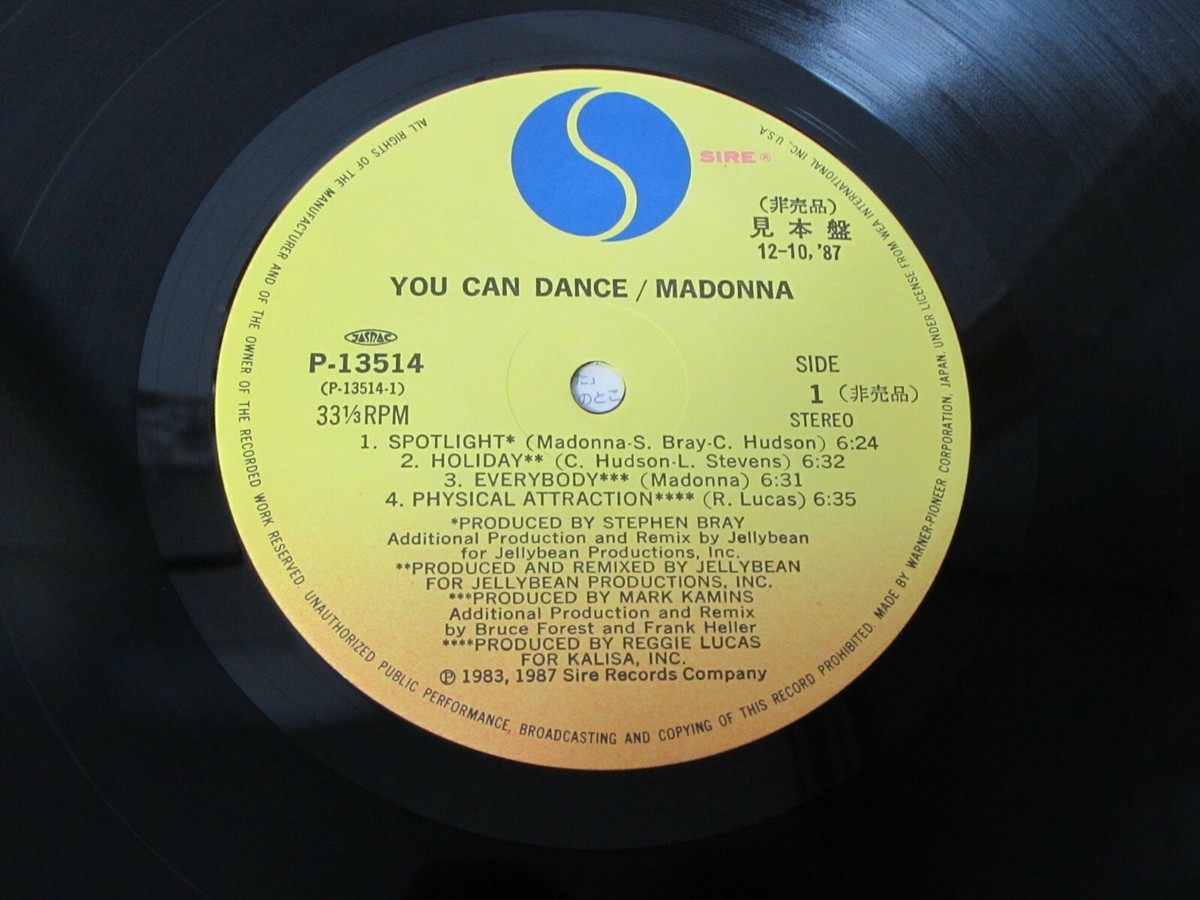 SIRE®
(非売品)
見本盤
12-10, '87
YOU CAN DANCE / MADONNA
JASRAC
P-13514
(P-13514-1)
33⅓RPM
SIDE
1 (非売品)
STEREO
1. SPOTLIGHT* (Madonna-S. Bray-C. Hudson) 6:24
2. HOLIDAY** (C. Hudson-L. Stevens) 6:32
3. EVERYBODY*** (Madonna) 6:31
4. PHYSICAL ATTRACTION**** (R. Lucas) 6:35
*PRODUCED BY STEPHEN BRAY
Additional Production and Remix by Jellybean
for Jellybean Productions, Inc.
**PRODUCED AND REMIXED BY JELLYBEAN
FOR JELLYBEAN PRODUCTIONS, INC.
***PRODUCED BY MARK KAMINS
Additional Production and Remix
by Bruce Forest and Frank Heller
****PRODUCED BY REGGIE LUCAS
FOR KALISA, INC.
℗ 1983, 1987 Sire Records Company
ALL RIGHTS OF THE MANUFACTURER AND OF THE OWNER OF THE RECORDED WORK RESERVED. UNAUTHORIZED PUBLIC PERFORMANCE, BROADCASTING AND COPYING OF THIS RECORD PROHIBITED. MADE BY WARNER-PIONEER CORPORATION, JAPAN. UNDER LICENSE FROM WEA INTERNATIONAL INC., U.S.A.
のとこ